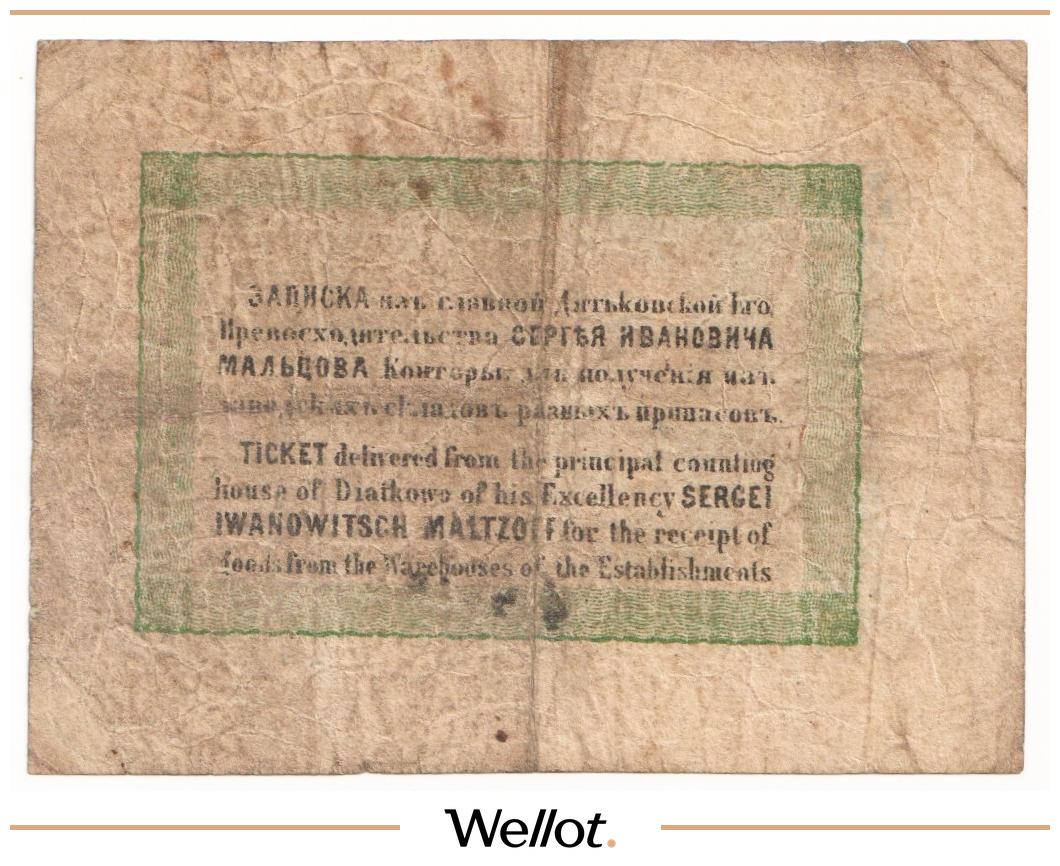 ЗАПИСКА изъ главной Дятьковской Его
Превосходительства СЕРГѢЯ ИВАНОВИЧА
МАЛЬЦОВА Конторы: для полученія изъ
заводскихъ складовъ разныхъ припасовъ.
TICKET delivered from the principal counting
house of Diatkowo of his Excellency SERGEI
IWANOWITSCH MALTZOFF for the receipt of
goods from the Warehouses of the Establishments
Wellot.